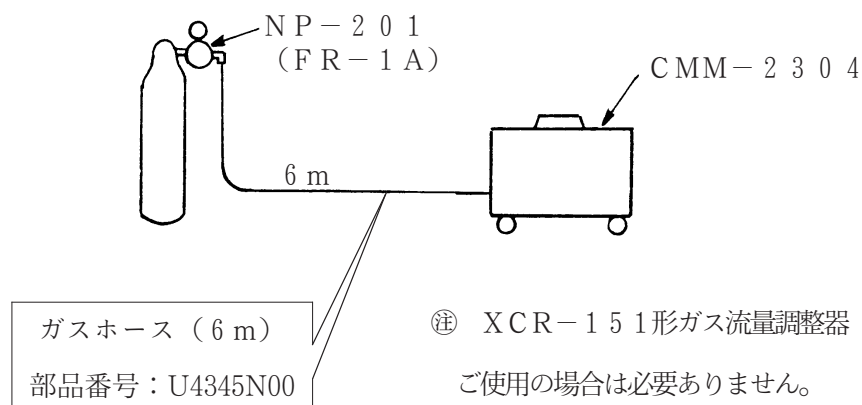 NP－201
（FR－1A）
CMM－2304
6m
ガスホース（6m）
部品番号：U4345N00
㊟ XCR－151形ガス流量調整器
ご使用の場合は必要ありません。